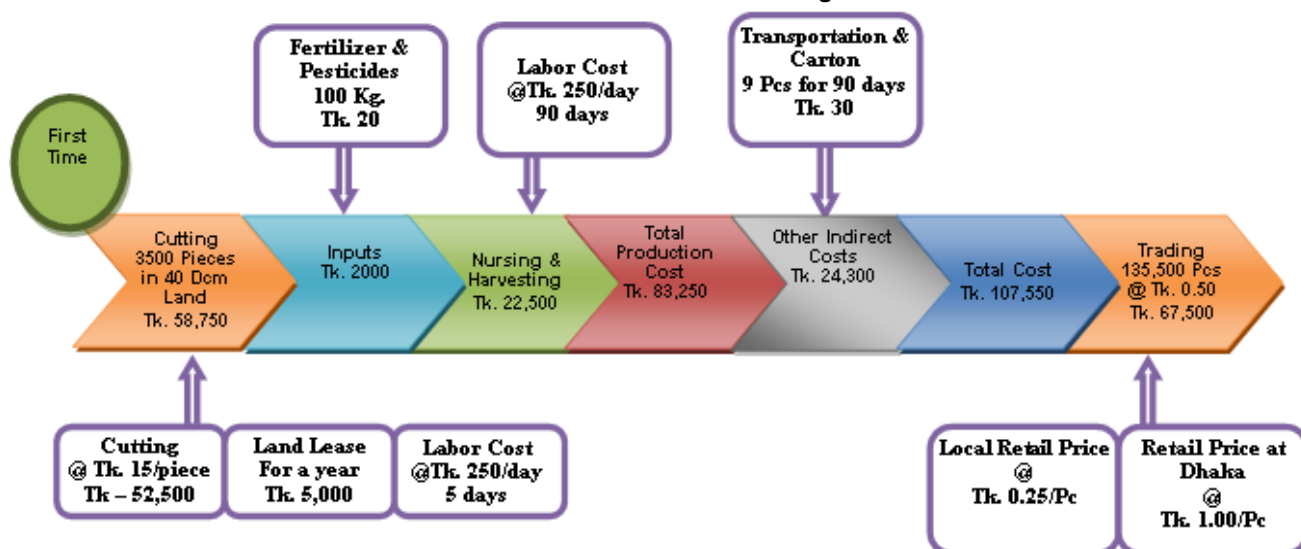 Fertilizer &
Pesticides
100 Kg.
Tk. 20
Labor Cost
@Tk. 250/day
90 days
Transportation &
Carton
9 Pcs for 90 days
Tk. 30
First
Time
Cutting
3500 Pieces
in 40 Dcm
Land
Tk. 58,750
Inputs
Tk. 2000
Nursing &
Harvesting
Tk. 22,500
Total
Production
Cost
Tk. 83,250
Other Indirect
Costs
Tk. 24,300
Total Cost
Tk. 107,550
Trading
135,500 Pcs
@ Tk. 0.50
Tk. 67,500
Cutting
@ Tk. 15/piece
Tk – 52,500
Land Lease
For a year
Tk. 5,000
Labor Cost
@Tk. 250/day
5 days
Local Retail Price
@
Tk. 0.25/Pc
Retail Price at
Dhaka
@
Tk. 1.00/Pc